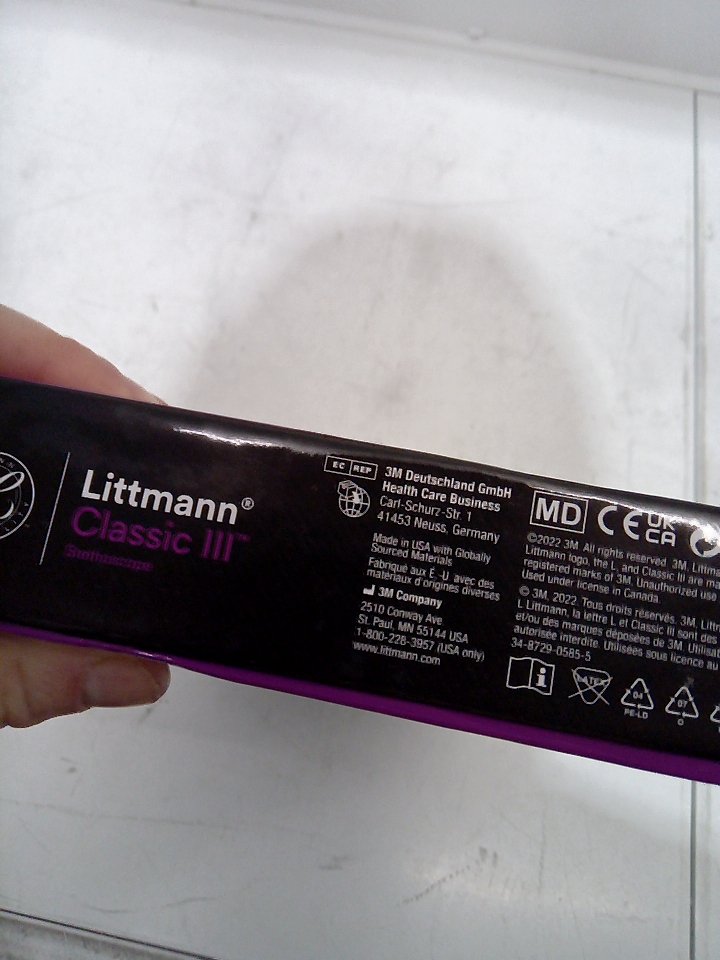 Littmann®
Classic III™
Stethoscope
EC REP
3M Deutschland GmbH
Health Care Business
Carl-Schurz-Str. 1
41453 Neuss, Germany
Made in USA with Globally
Sourced Materials
Fabriqué aux É.-U. avec des
matériaux d'origines diverses
3M Company
2510 Conway Ave
St. Paul, MN 55144 USA
1-800-228-3957 (USA only)
www.littmann.com
MD CE UK
CA
©2022 3M. All rights reserved. 3M,
Littmann logo, the L, and Classic III are
registered marks of 3M. Unauthorized use
Used under license in Canada.
© 3M, 2022. Tous droits réservés. 3M,
L Littmann, la lettre L et Classic III sont des
et/ou des marques déposées de 3M.
autorisée interdite. Utilisées sous licence au
34-8729-0585-5
LATEX
04
PE-LD
07
O